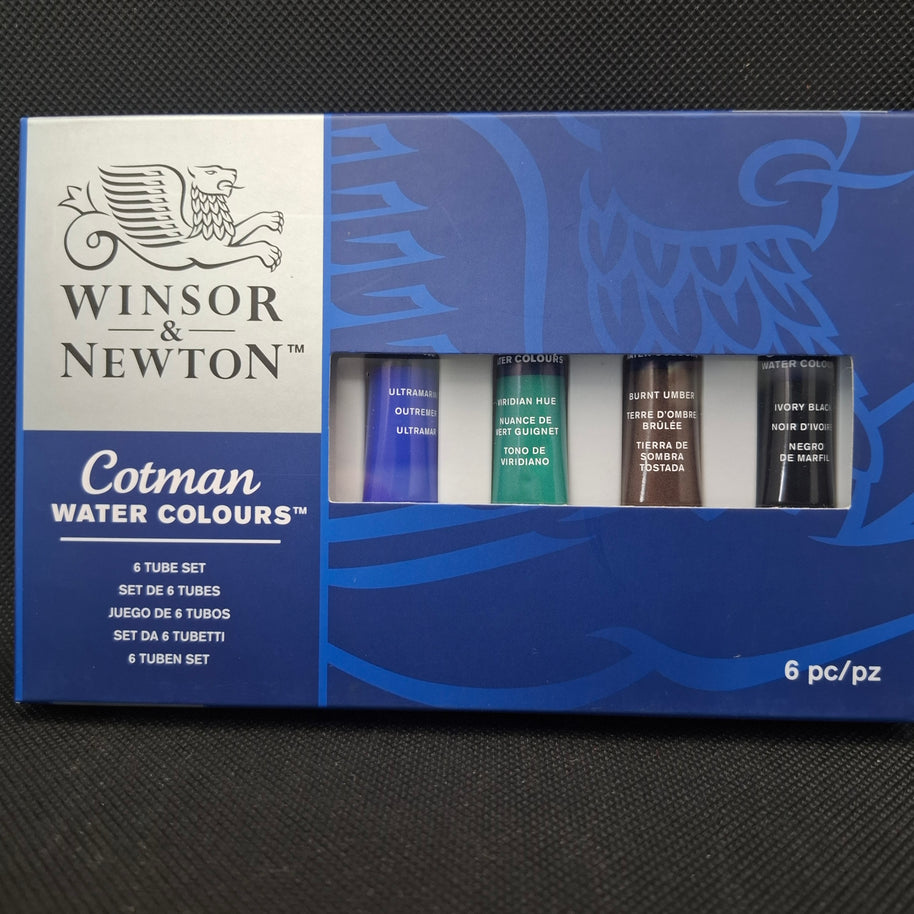 WINSOR
&
NEWTON™
Cotman
WATER COLOURS™
6 TUBE SET
SET DE 6 TUBES
JUEGO DE 6 TUBOS
SET DA 6 TUBETTI
6 TUBEN SET
ULTRAMARI
OUTREMER
ULTRAMAR
TER COLOURS
VIRIDIAN HUE
NUANCE DE
VERT GUIGNET
TONO DE
VIRIDIANO
BURNT UMBER
TERRE D'OMBRE
BRÛLÉE
TIERRA DE
SOMBRA
TOSTADA
WATER COLOU
IVORY BLACK
NOIR D'IVOIRE
NEGRO
DE MARFIL
6 pc/pz